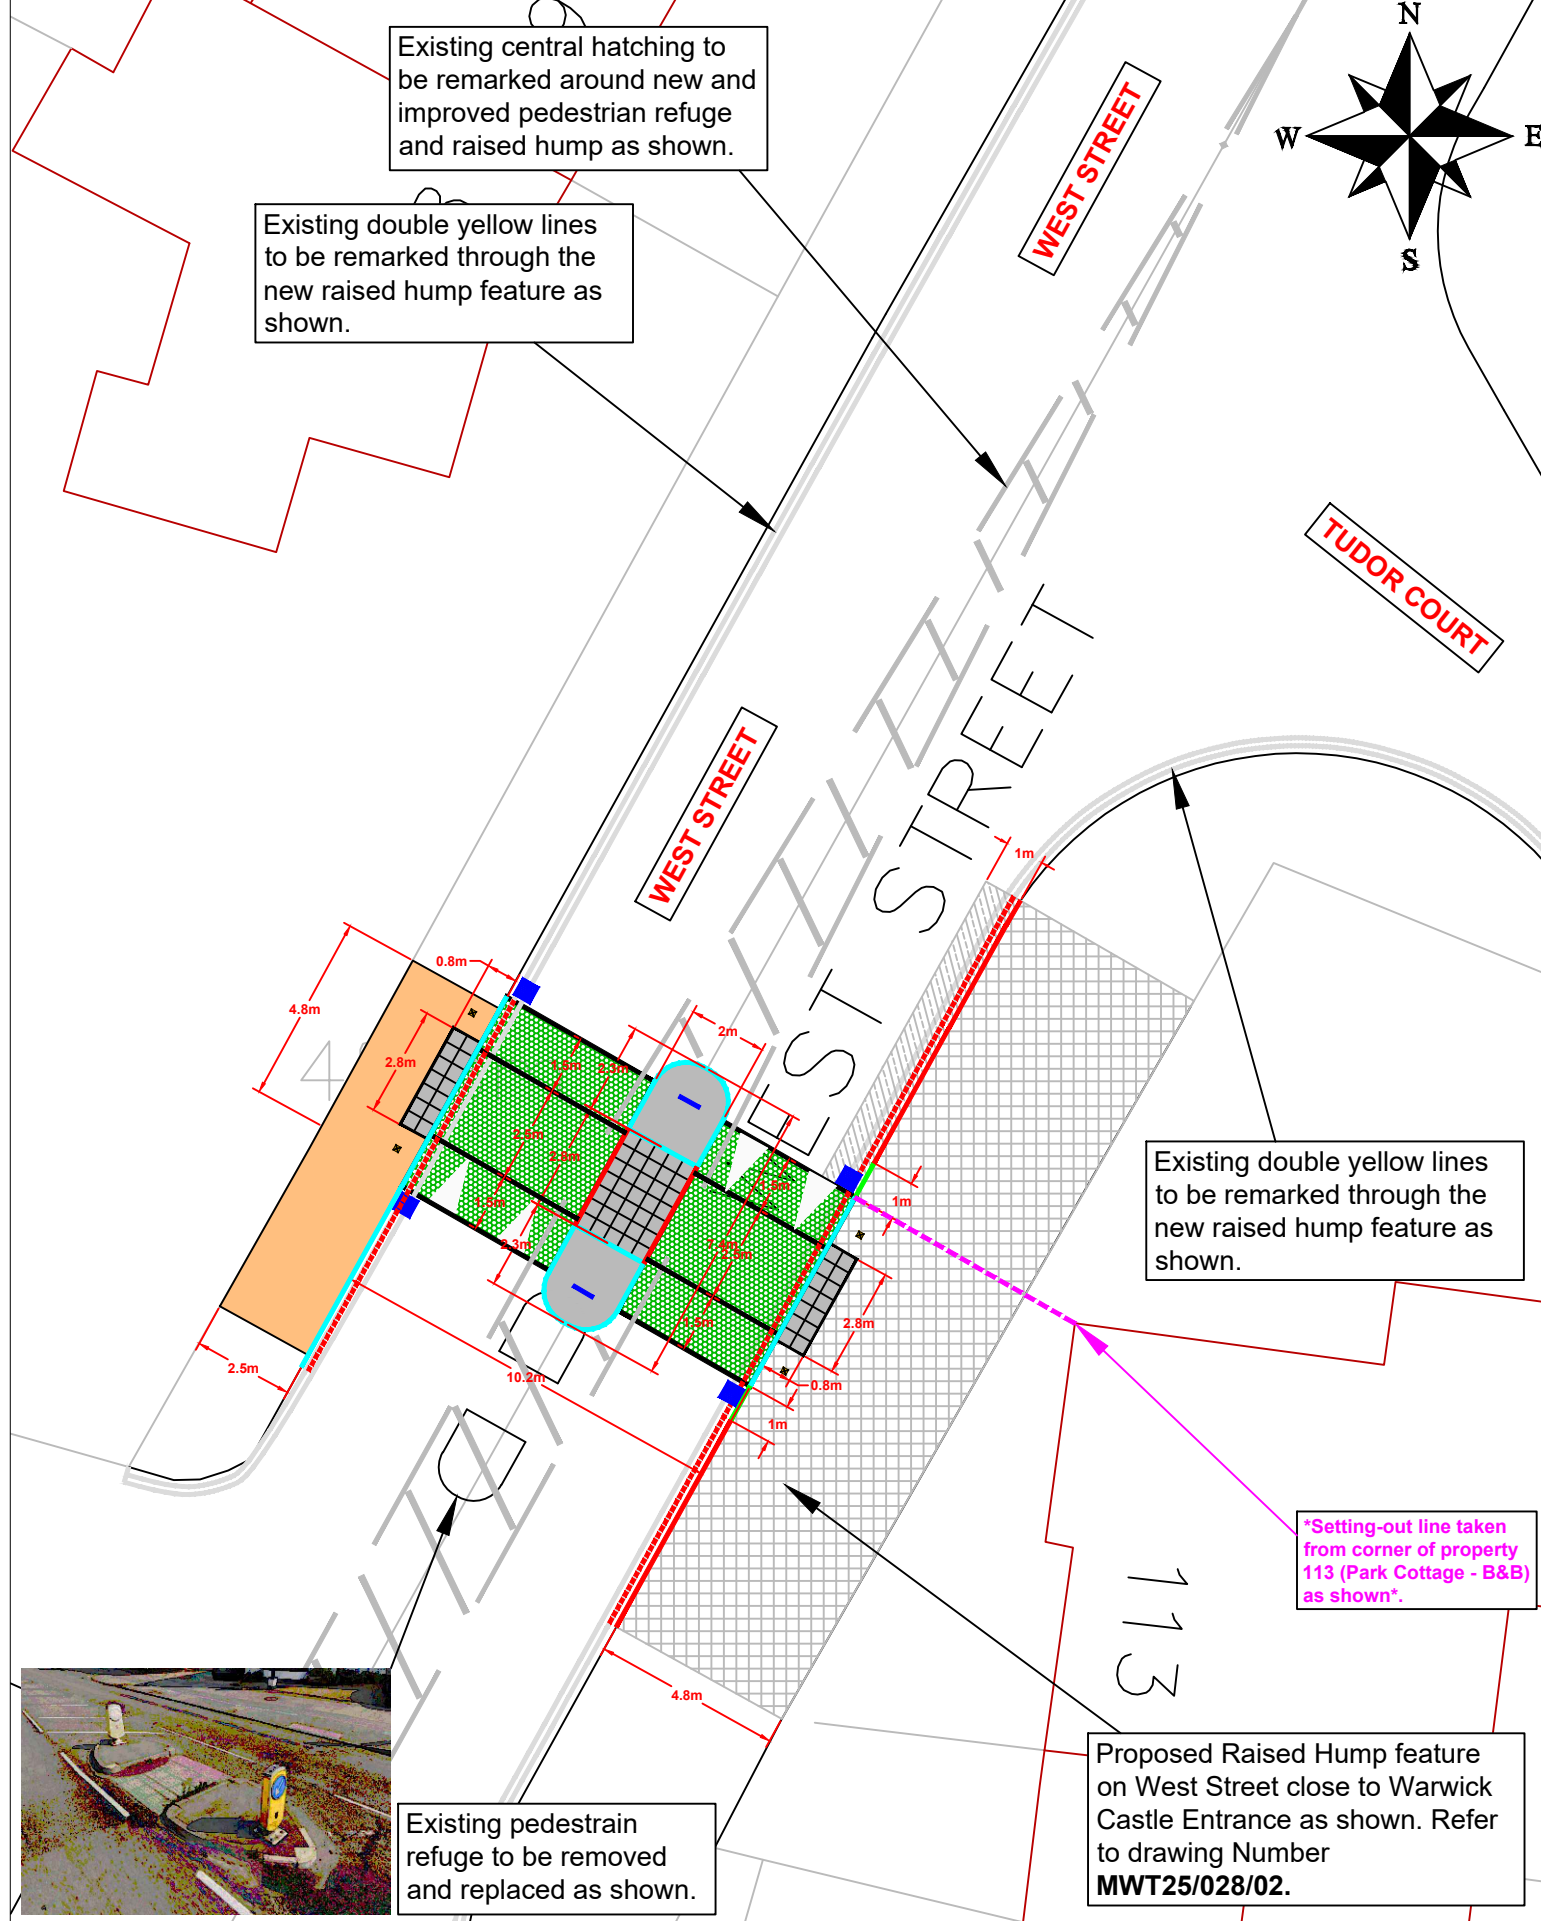 Existing central hatching to
be remarked around new and
improved pedestrian refuge
and raised hump as shown.
N
W
E
S
WEST STREET
Existing double yellow lines
to be remarked through the
new raised hump feature as
shown.
TUDOR COURT
WEST STREET
EST STREET
1m
0.8m
4.8m
2.8m
2m
1.5m
2.3m
2.5m
2.8m
1.5m
2.3m
1.5m
7.4m
2.5m
1.5m
1m
2.8m
0.8m
1m
2.5m
10.2m
4.8m
Existing double yellow lines
to be remarked through the
new raised hump feature as
shown.
*Setting-out line taken
from corner of property
113 (Park Cottage - B&B)
as shown*.
113
Proposed Raised Hump feature
on West Street close to Warwick
Castle Entrance as shown. Refer
to drawing Number
MWT25/028/02.
Existing pedestrain
refuge to be removed
and replaced as shown.